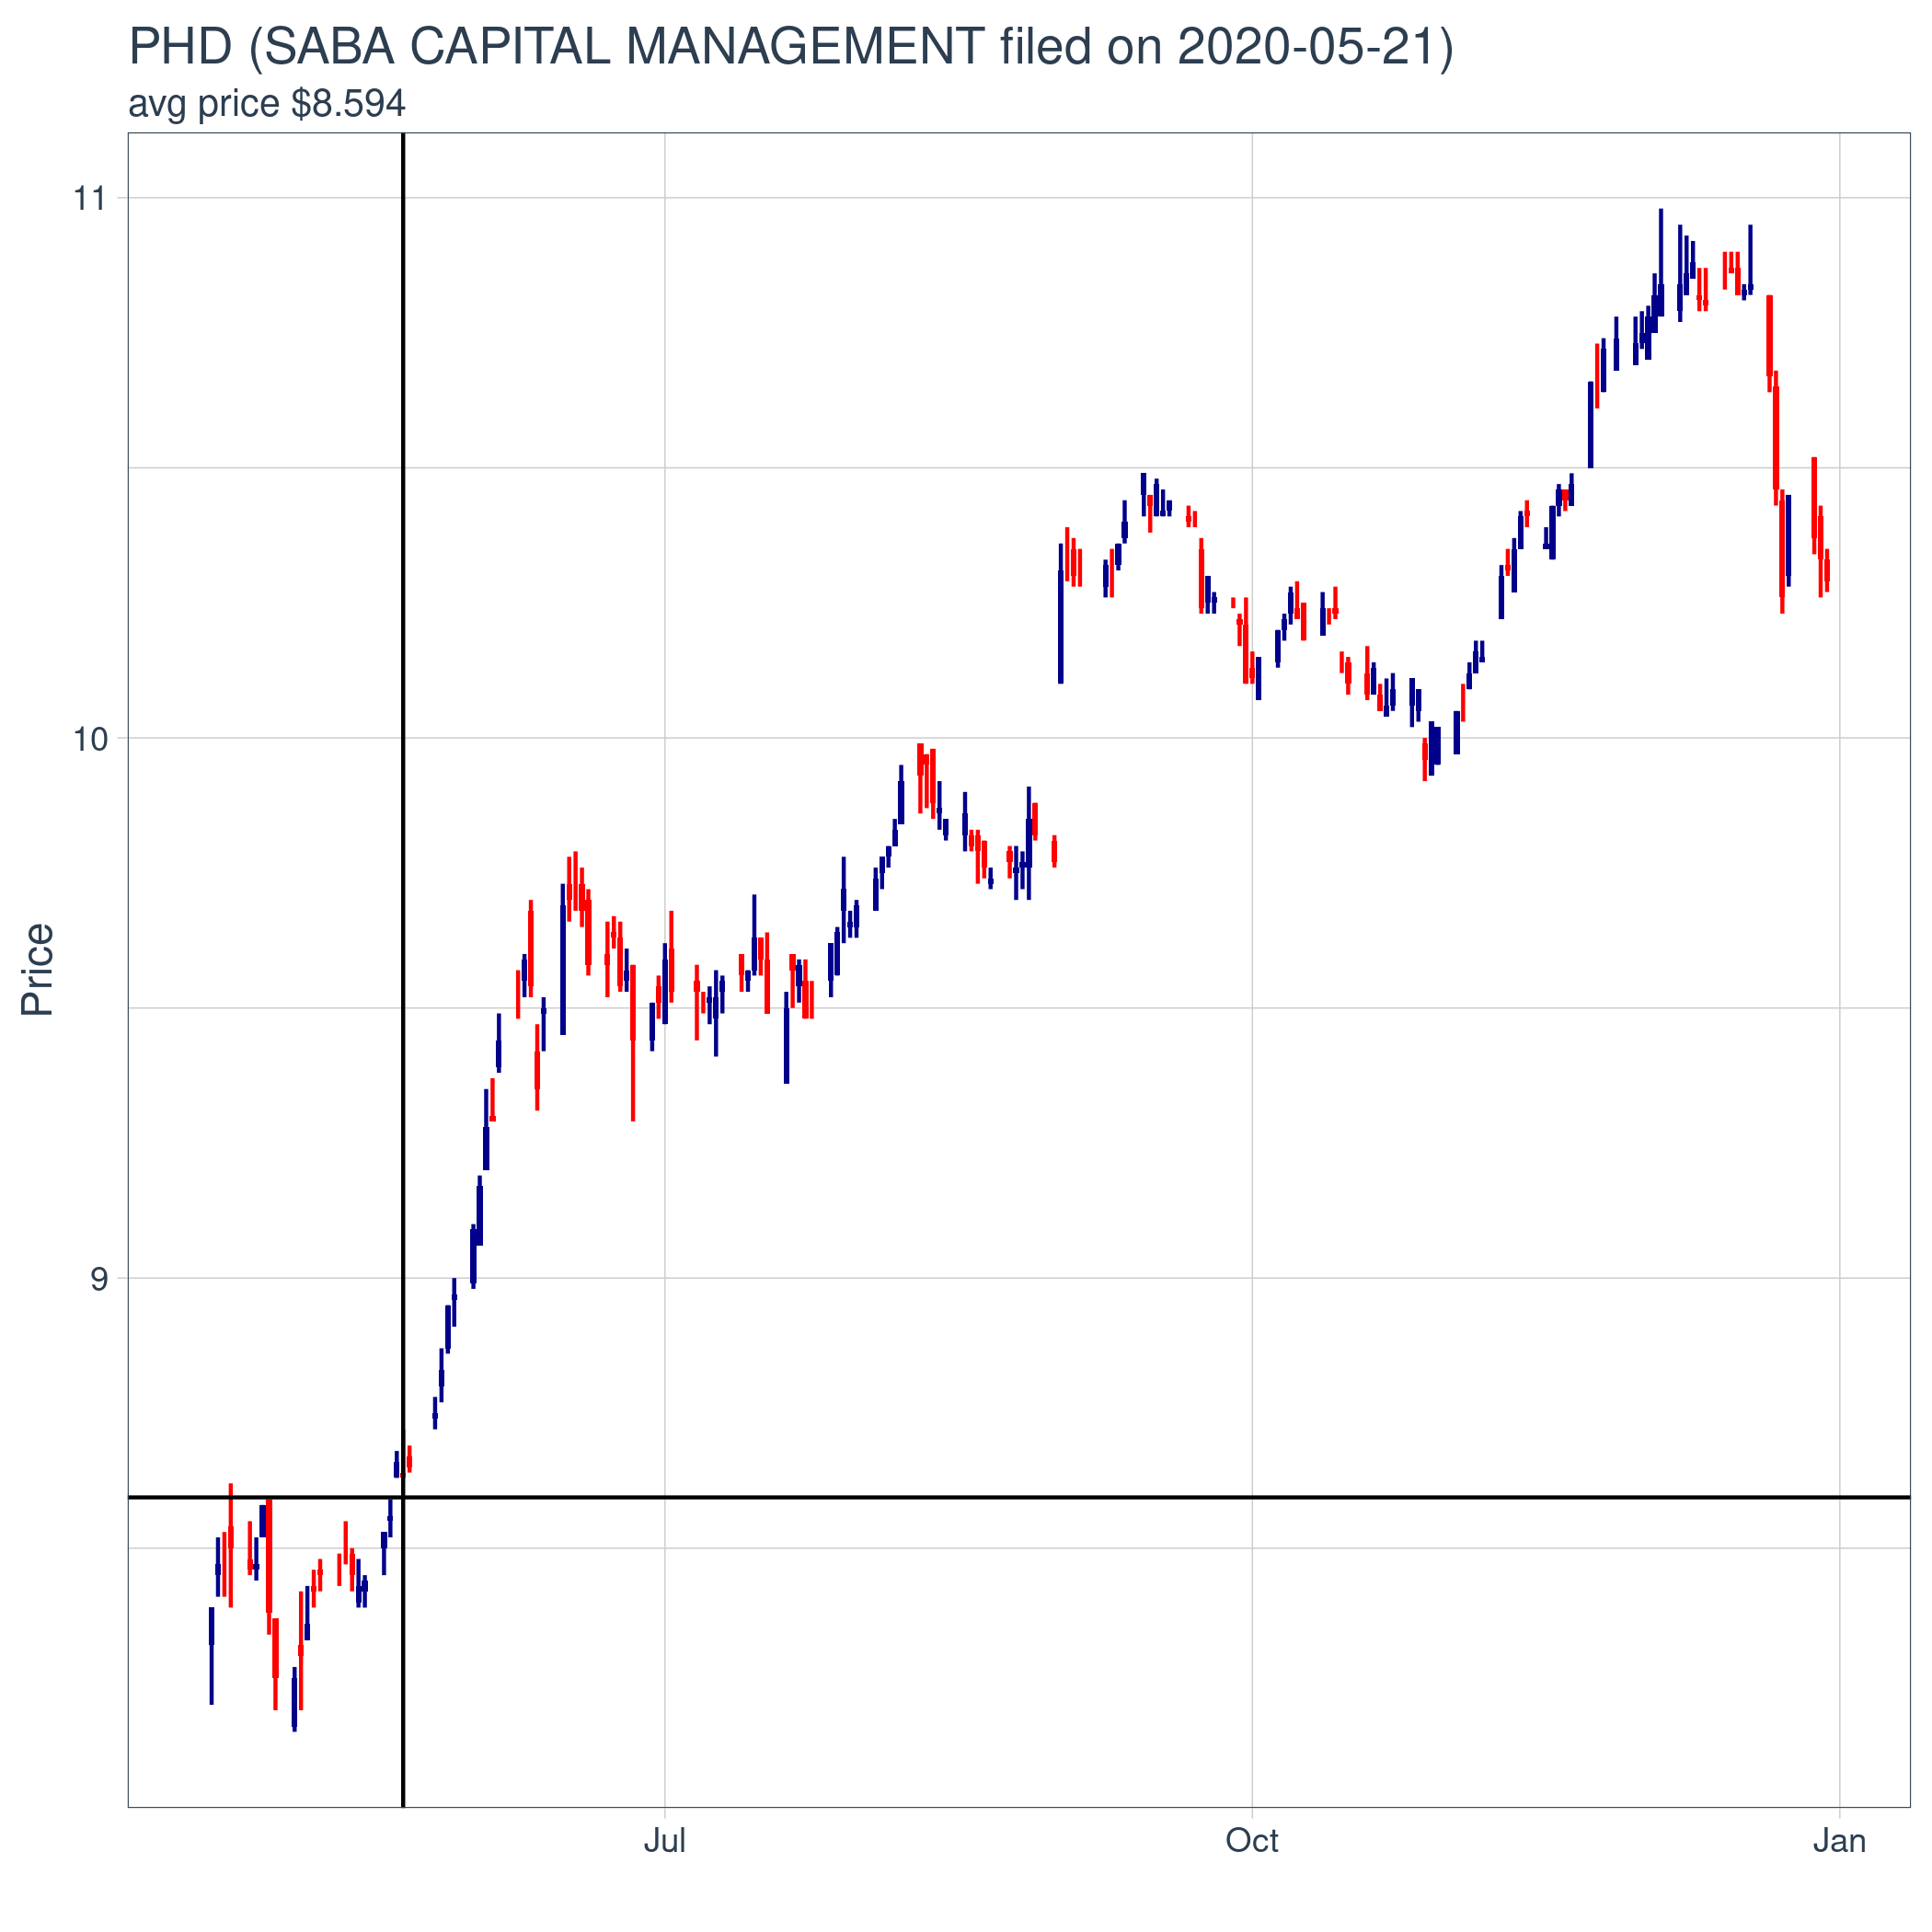 PHD (SABA CAPITAL MANAGEMENT filed on 2020-05-21)
avg price $8.594
11
10
9
Price
Jul Oct Jan